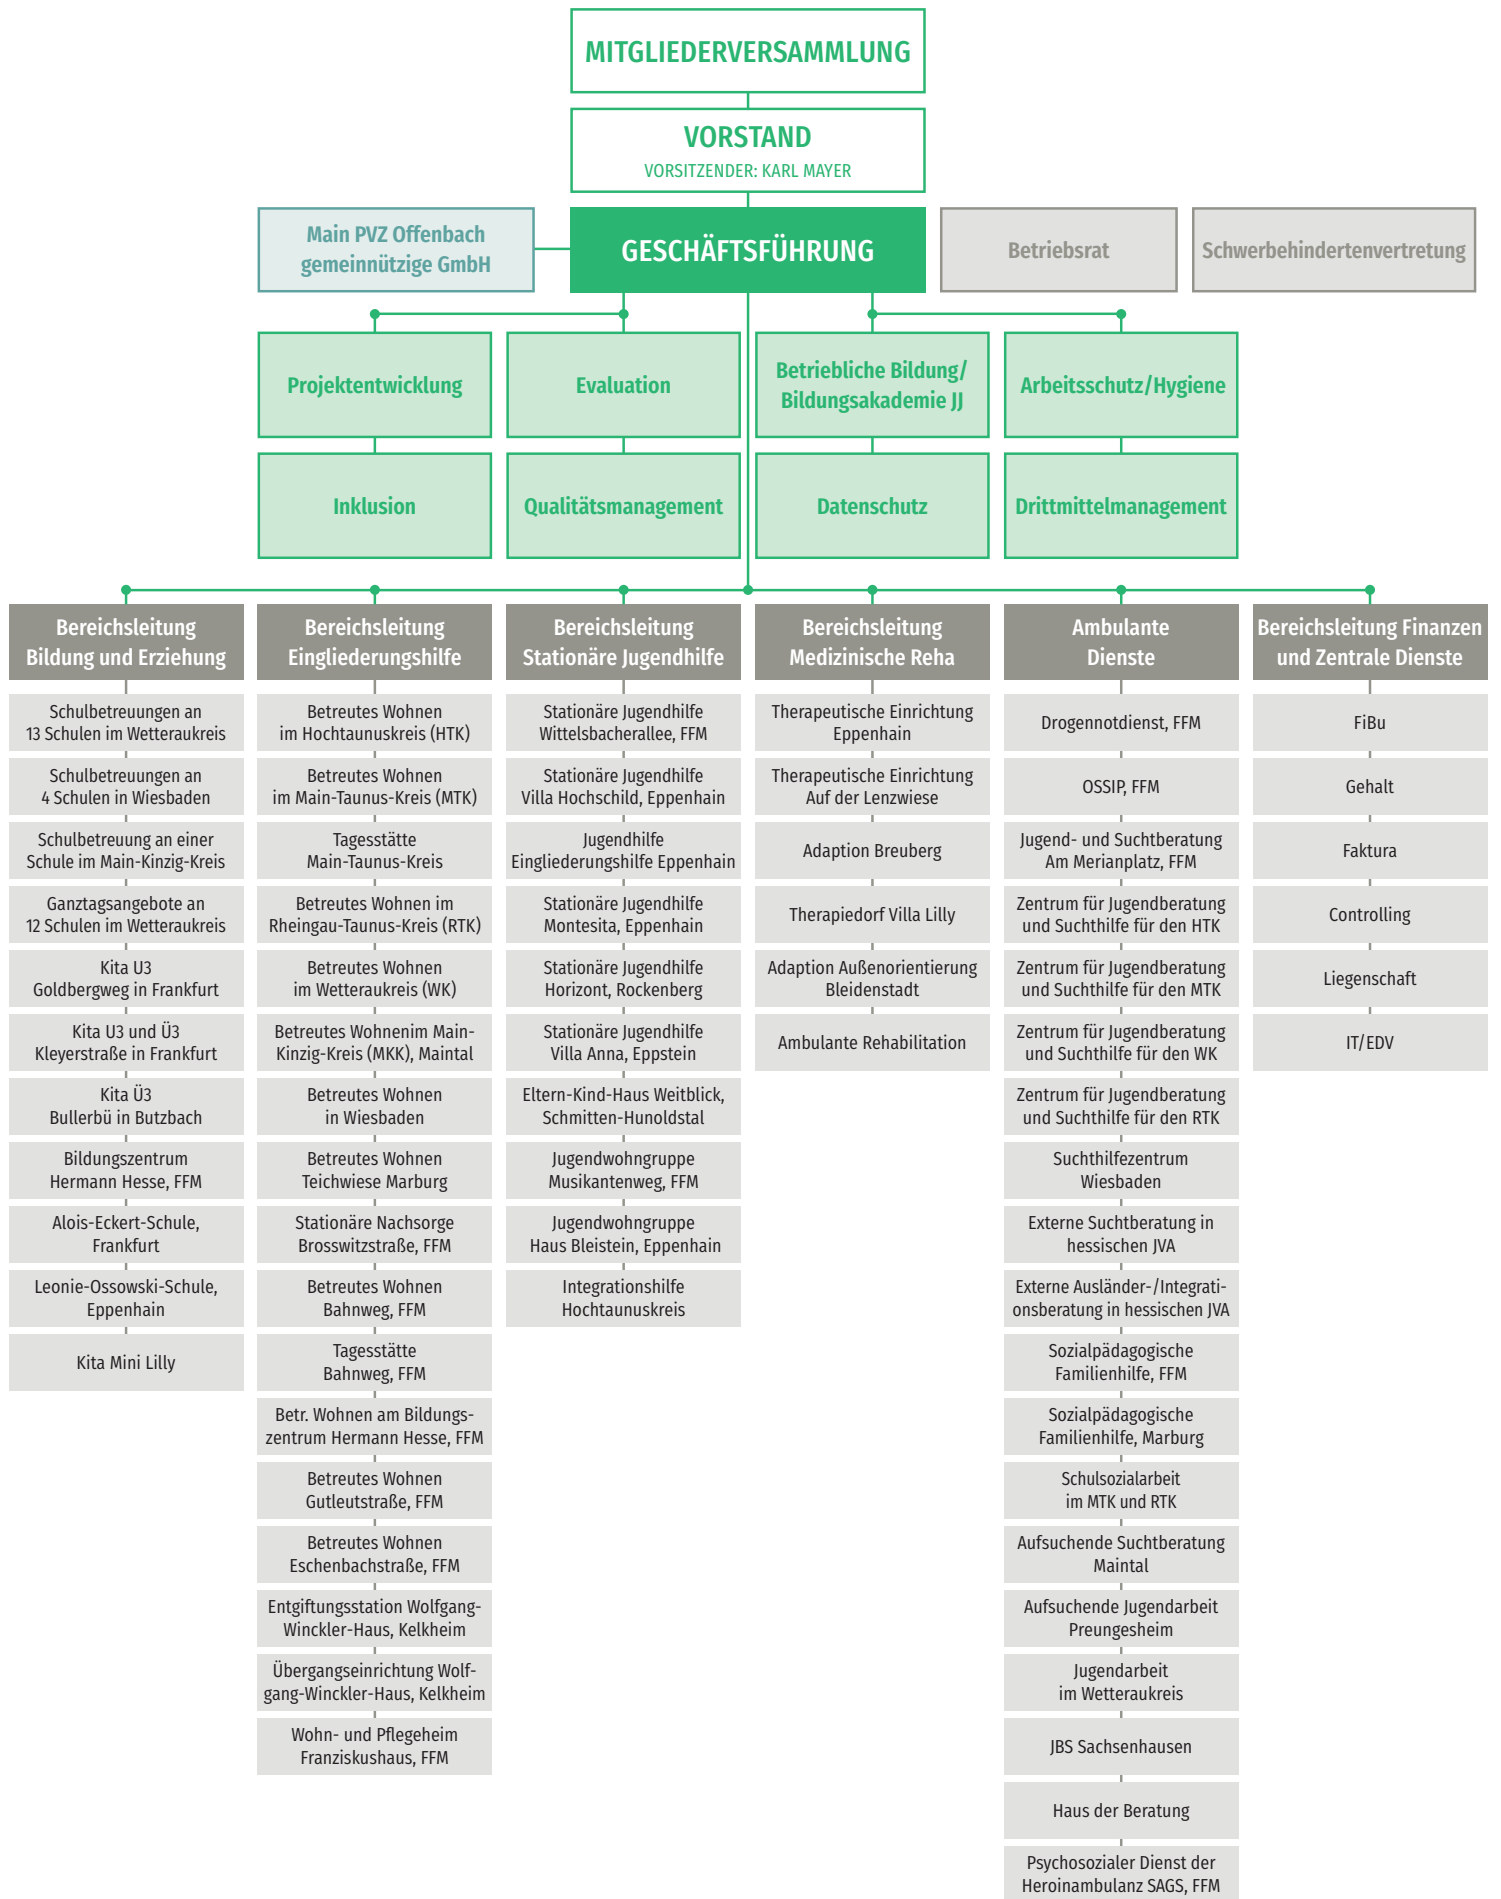 MITGLIEDERVERSAMMLUNG
VORSTAND
VORSITZENDER: KARL MAYER
Main PVZ Offenbach
gemeinnützige GmbH
GESCHÄFTSFÜHRUNG
Betriebsrat
Schwerbehindertenvertretung
Projektentwicklung
Evaluation
Betriebliche Bildung/
Bildungsakademie JJ
Arbeitsschutz/Hygiene
Inklusion
Qualitätsmanagement
Datenschutz
Drittmittelmanagement
Bereichsleitung
Bildung und Erziehung
Schulbetreuungen an
13 Schulen im Wetteraukreis
Schulbetreuungen an
4 Schulen in Wiesbaden
Schulbetreuung an einer
Schule im Main-Kinzig-Kreis
Ganztagsangebote an
12 Schulen im Wetteraukreis
Kita U3
Goldbergweg in Frankfurt
Kita U3 und Ü3
Kleyerstraße in Frankfurt
Kita Ü3
Bullerbü in Butzbach
Bildungszentrum
Hermann Hesse, FFM
Alois-Eckert-Schule,
Frankfurt
Leonie-Ossowski-Schule,
Eppenhain
Kita Mini Lilly
Bereichsleitung
Eingliederungshilfe
Betreutes Wohnen
im Hochtaunuskreis (HTK)
Betreutes Wohnen
im Main-Taunus-Kreis (MTK)
Tagesstätte
Main-Taunus-Kreis
Betreutes Wohnen im
Rheingau-Taunus-Kreis (RTK)
Betreutes Wohnen
im Wetteraukreis (WK)
Betreutes Wohnenim Main-
Kinzig-Kreis (MKK), Maintal
Betreutes Wohnen
in Wiesbaden
Betreutes Wohnen
Teichwiese Marburg
Stationäre Nachsorge
Brosswitzstraße, FFM
Betreutes Wohnen
Bahnweg, FFM
Tagesstätte
Bahnweg, FFM
Betr. Wohnen am Bildungs-
zentrum Hermann Hesse, FFM
Betreutes Wohnen
Gutleutstraße, FFM
Betreutes Wohnen
Eschenbachstraße, FFM
Entgiftungsstation Wolfgang-
Winckler-Haus, Kelkheim
Übergangseinrichtung Wolf-
gang-Winckler-Haus, Kelkheim
Wohn- und Pflegeheim
Franziskushaus, FFM
Bereichsleitung
Stationäre Jugendhilfe
Stationäre Jugendhilfe
Wittelsbacherallee, FFM
Stationäre Jugendhilfe
Villa Hochschild, Eppenhain
Jugendhilfe
Eingliederungshilfe Eppenhain
Stationäre Jugendhilfe
Montesita, Eppenhain
Stationäre Jugendhilfe
Horizont, Rockenberg
Stationäre Jugendhilfe
Villa Anna, Eppstein
Eltern-Kind-Haus Weitblick,
Schmitten-Hunoldstal
Jugendwohngruppe
Musikantenweg, FFM
Jugendwohngruppe
Haus Bleistein, Eppenhain
Integrationshilfe
Hochtaunuskreis
Bereichsleitung
Medizinische Reha
Therapeutische Einrichtung
Eppenhain
Therapeutische Einrichtung
Auf der Lenzwiese
Adaption Breuberg
Therapiedorf Villa Lilly
Adaption Außenorientierung
Bleidenstadt
Ambulante Rehabilitation
Ambulante
Dienste
Drogennotdienst, FFM
OSSIP, FFM
Jugend- und Suchtberatung
Am Merianplatz, FFM
Zentrum für Jugendberatung
und Suchthilfe für den HTK
Zentrum für Jugendberatung
und Suchthilfe für den MTK
Zentrum für Jugendberatung
und Suchthilfe für den WK
Zentrum für Jugendberatung
und Suchthilfe für den RTK
Suchthilfezentrum
Wiesbaden
Externe Suchtberatung in
hessischen JVA
Externe Ausländer-/Integrati-
onsberatung in hessischen JVA
Sozialpädagogische
Familienhilfe, FFM
Sozialpädagogische
Familienhilfe, Marburg
Schulsozialarbeit
im MTK und RTK
Aufsuchende Suchtberatung
Maintal
Aufsuchende Jugendarbeit
Preungesheim
Jugendarbeit
im Wetteraukreis
JBS Sachsenhausen
Haus der Beratung
Psychosozialer Dienst der
Heroinambulanz SAGS, FFM
Bereichsleitung Finanzen
und Zentrale Dienste
FiBu
Gehalt
Faktura
Controlling
Liegenschaft
IT/EDV